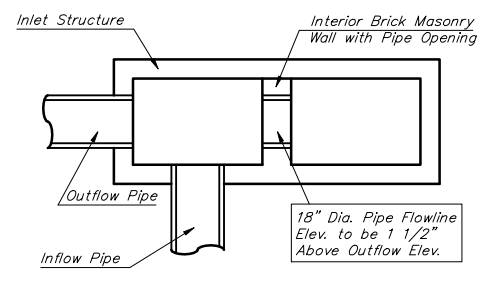 Inlet Structure
Interior Brick Masonry
Wall with Pipe Opening
Outflow Pipe
18" Dia. Pipe Flowline
Elev. to be 1 1/2"
Above Outflow Elev.
Inflow Pipe